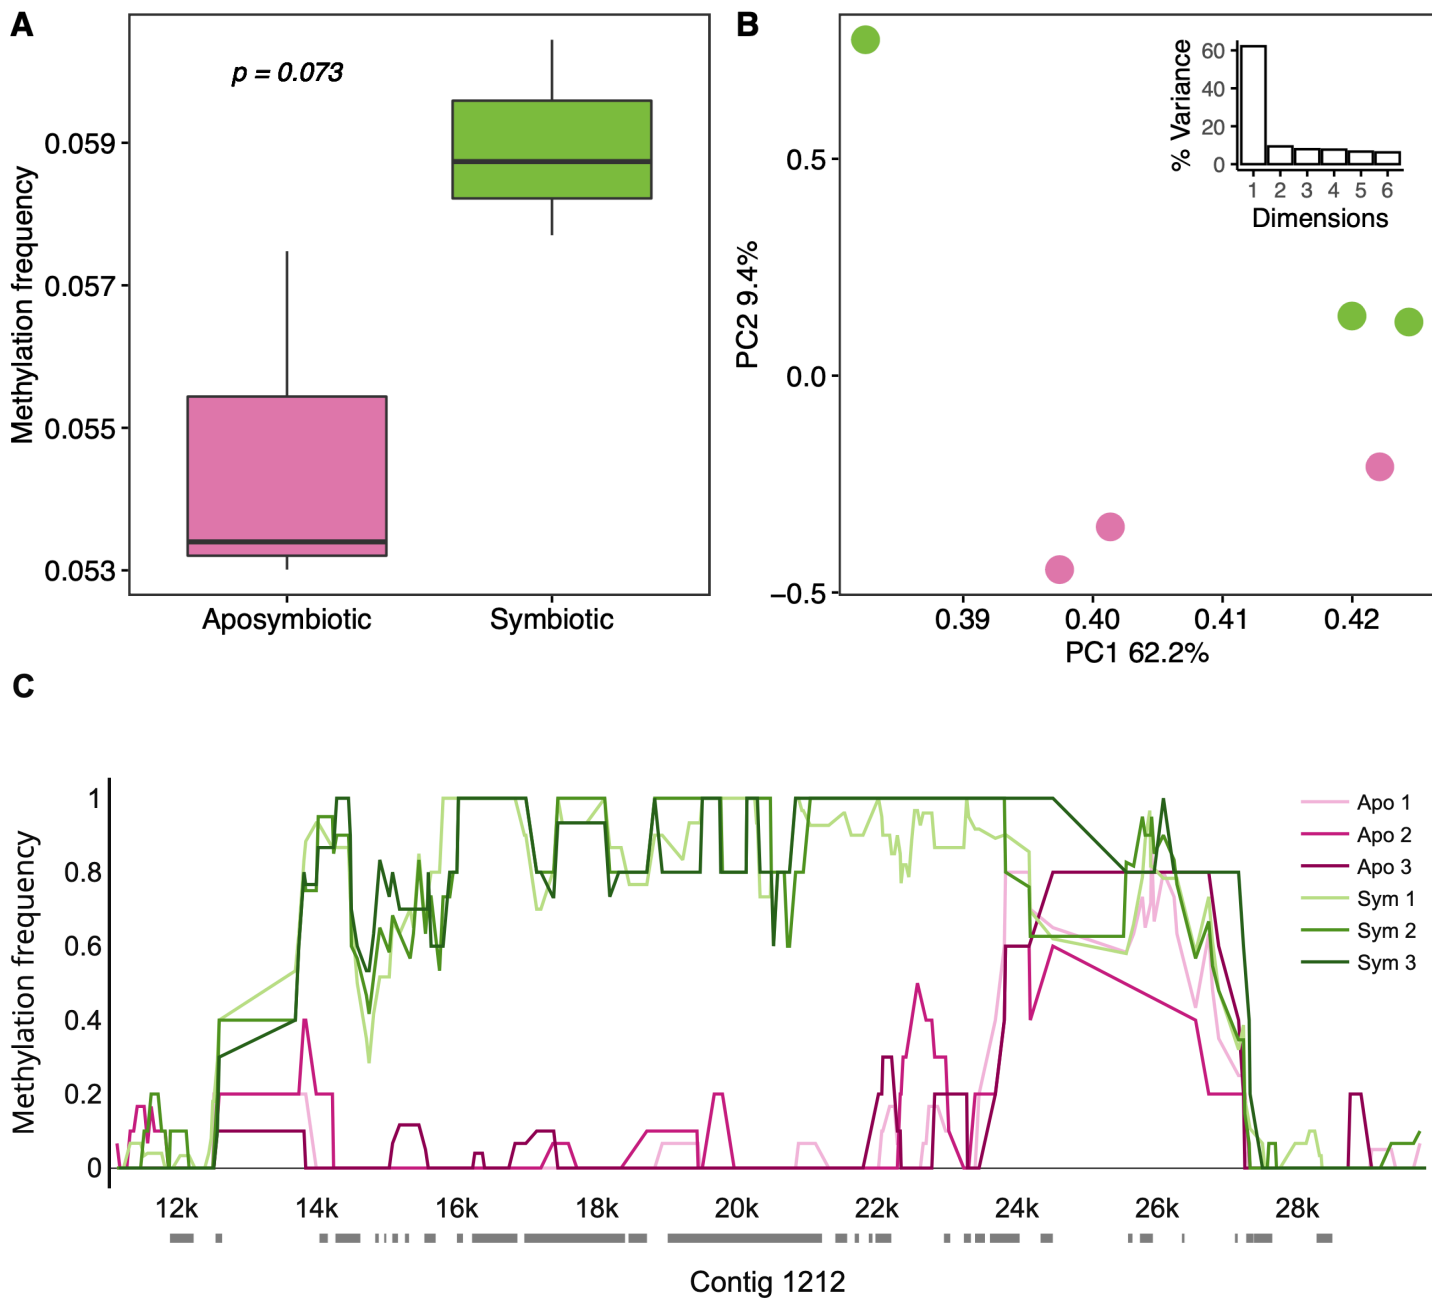 A
p = 0.073
Methylation frequency
0.059
0.057
0.055
0.053
Aposymbiotic
Symbiotic
B
PC2 9.4%
0.5
0.0
−0.5
0.39
0.40
0.41
0.42
PC1 62.2%
% Variance
60
40
20
0
1
2
3
4
5
6
Dimensions
C
Methylation frequency
1
0.8
0.6
0.4
0.2
0
Apo 1
Apo 2
Apo 3
Sym 1
Sym 2
Sym 3
12k
14k
16k
18k
20k
22k
24k
26k
28k
Contig 1212